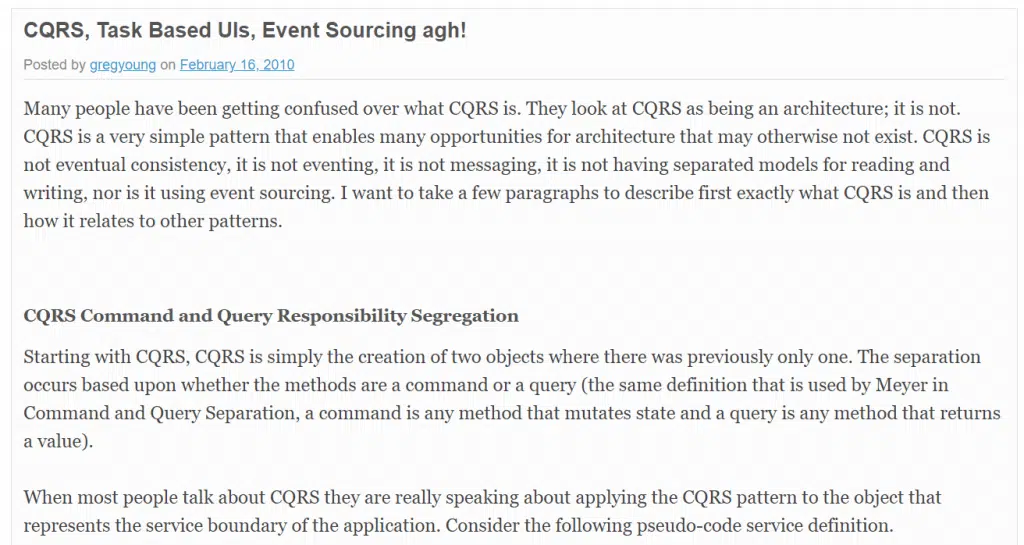 CQRS, Task Based UIs, Event Sourcing agh!
Posted by gregyoung on February 16, 2010
Many people have been getting confused over what CQRS is. They look at CQRS as being an architecture; it is not.
CQRS is a very simple pattern that enables many opportunities for architecture that may otherwise not exist. CQRS is
not eventual consistency, it is not eventing, it is not messaging, it is not having separated models for reading and
writing, nor is it using event sourcing. I want to take a few paragraphs to describe first exactly what CQRS is and then
how it relates to other patterns.
CQRS Command and Query Responsibility Segregation
Starting with CQRS, CQRS is simply the creation of two objects where there was previously only one. The separation
occurs based upon whether the methods are a command or a query (the same definition that is used by Meyer in
Command and Query Separation, a command is any method that mutates state and a query is any method that returns
a value).
When most people talk about CQRS they are really speaking about applying the CQRS pattern to the object that
represents the service boundary of the application. Consider the following pseudo-code service definition.